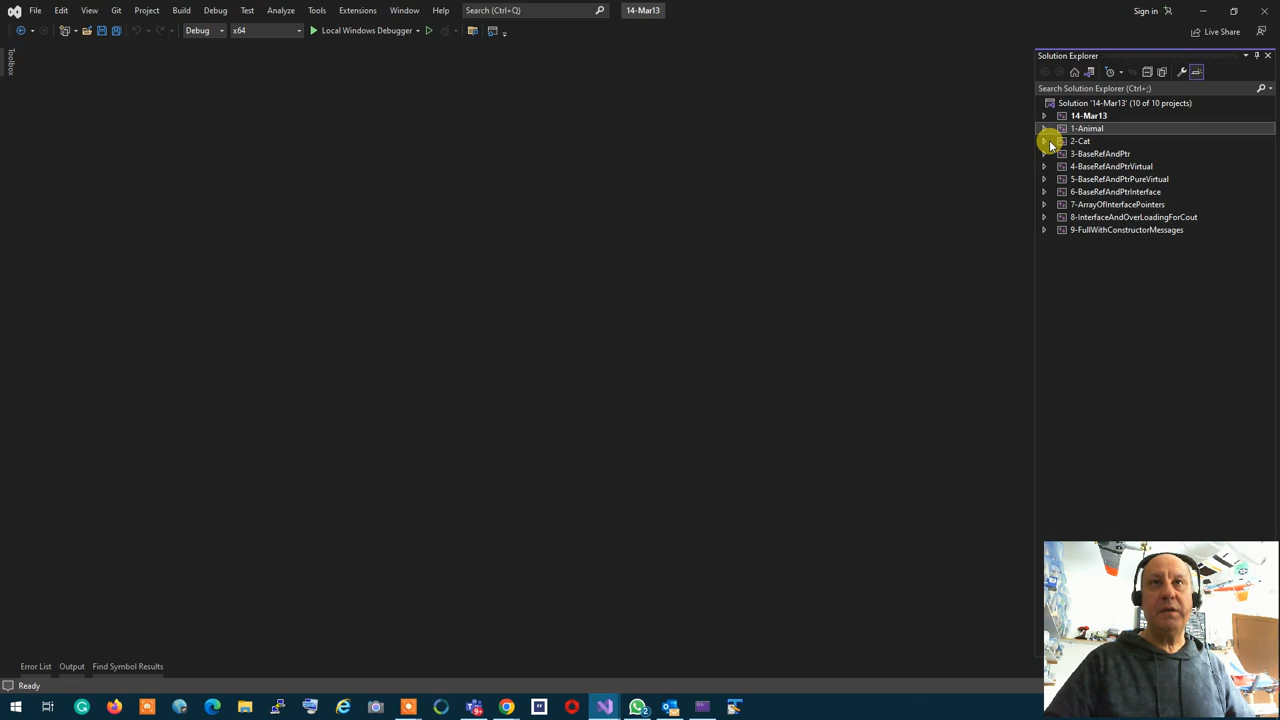 File Edit View Git Project Build Debug Test Analyze Tools Extensions Window Help Search (Ctrl+Q) 14-Mar13 Sign in
Debug x64 Local Windows Debugger Live Share
Toolbox
Solution Explorer
Search Solution Explorer (Ctrl+;)
Solution '14-Mar13' (10 of 10 projects)
14-Mar13
1-Animal
2-Cat
3-BaseRefAndPtr
4-BaseRefAndPtrVirtual
5-BaseRefAndPtrPureVirtual
6-BaseRefAndPtrInterface
7-ArrayOfInterfacePointers
8-InterfaceAndOverLoadingForCout
9-FullWithConstructorMessages
Error List Output Find Symbol Results
Ready